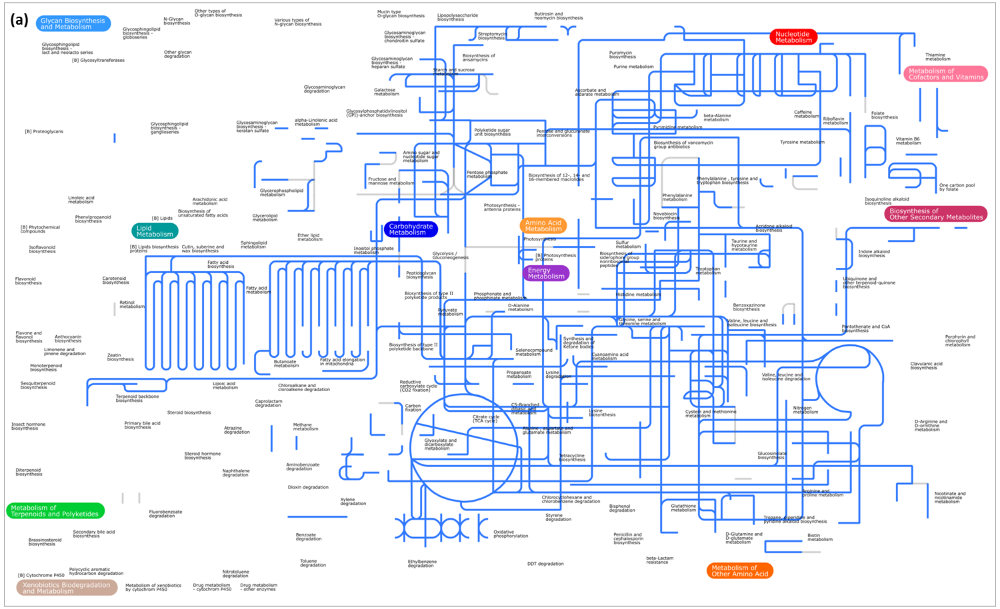 (a)
Glycan Biosynthesis
and Metabolism
Glycosphingolipid
biosynthesis -
lact and neolacto series
[B] Glycosyltransferases
Glycosphingolipid
biosynthesis -
globoseries
N-Glycan
biosynthesis
Other types of
O-glycan biosynthesis
Other glycan
degradation
Various types of
N-glycan biosynthesis
Mucin type
O-glycan biosynthesis
Glycosaminoglycan
biosynthesis -
chondroitin sulfate
Glycosaminoglycan
biosynthesis -
heparan sulfate
Lipopolysaccharide
biosynthesis
Streptomycin
biosynthesis
Butirosin and
neomycin biosynthesis
Biosynthesis of
ansamycins
Starch and sucrose
metabolism
Puromycin
biosynthesis
Purine metabolism
Nucleotide
Metabolism
Thiamine
metabolism
Metabolism of
Cofactors and Vitamins
Glycosaminoglycan
degradation
Galactose
metabolism
Ascorbate and
aldarate metabolism
Glycosylphosphatidylinositol
(GPI)-anchor biosynthesis
[B] Proteoglycans
Glycosphingolipid
biosynthesis -
ganglioseries
Glycosaminoglycan
biosynthesis -
keratan sulfate
alpha-Linolenic acid
metabolism
Polyketide sugar
unit biosynthesis
Pentose and glucuronate
interconversions
beta-Alanine
metabolism
Pyrimidine metabolism
Caffeine
metabolism
Riboflavin
metabolism
Folate
biosynthesis
Vitamin B6
metabolism
Biosynthesis of vancomycin
group antibiotics
Tyrosine metabolism
Amino sugar and
nucleotide sugar
metabolism
Fructose and
mannose metabolism
Pentose phosphate
metabolism
Biosynthesis of 12-, 14- and
16-membered macrolides
Phenylalanine , tyrosine and
tryptophan biosynthesis
One carbon pool
by folate
Glycerophospholipid
metabolism
Linoleic acid
metabolism
Arachidonic acid
metabolism
Biosynthesis of
unsaturated fatty acids
Phenylpropanoid
biosynthesis
[B] Lipids
Glycerolipid
metabolism
Photosynthesis -
antenna proteins
Phenylalanine
metabolism
Novobiocin
biosynthesis
Isoquinoline alkaloid
biosynthesis
Biosynthesis of
Other Secondary Metabolites
[B] Phytochemical
compounds
Lipid
Metabolism
Carbohydrate
Metabolism
Amino Acid
Metabolism
Acridone alkaloid
biosynthesis
Isoflavonoid
biosynthesis
[B] Lipids biosynthesis
proteins
Cutin, suberine and
wax biosynthesis
Sphingolipid
metabolism
Ether lipid
metabolism
Inositol phosphate
metabolism
Glycolysis /
Gluconeogenesis
Photosynthesis
[B] Photosynthesis
proteins
Sulfur
metabolism
Biosynthesis of
siderophore group
nonribosomal
peptides
Taurine and
hypotaurine
metabolism
Indole alkaloid
biosynthesis
Fatty acid
biosynthesis
Energy
Metabolism
Tryptophan
metabolism
Flavonoid
biosynthesis
Carotenoid
biosynthesis
Peptidoglycan
biosynthesis
Ubiquinone and
other terpenoid-quinone
biosynthesis
Fatty acid
metabolism
Biosynthesis of type II
polyketide products
Phosphonate and
phosphinate metabolism
Histidine metabolism
Retinol
metabolism
Pyruvate
metabolism
D-Alanine
metabolism
Benzoxazinone
biosynthesis
Glycine, serine and
threonine metabolism
Valine, leucine and
isoleucine biosynthesis
Pantothenate and CoA
biosynthesis
Flavone and
flavonol
biosynthesis
Anthocyanin
biosynthesis
Limonene and
pinene degradation
Zeatin
biosynthesis
Monoterpenoid
biosynthesis
Biosynthesis of type II
polyketide backbone
Selenocompound
metabolism
Synthesis and
degradation of
Ketone bodies
Cyanoamino acid
metabolism
Porphyrin and
chlorophyll
metabolism
Butanoate
metabolism
Fatty acid elongation
in mitochondria
Clavulanic acid
biosynthesis
Sesquiterpenoid
biosynthesis
Lipoic acid
metabolism
Chloroalkane and
cloroalkene degradation
Reductive
carboxylate cycle
(CO2 fixation)
Propanoate
metabolism
Lysine
degradation
Valine, leucine and
isoleucine degradation
Terpenoid backbone
biosynthesis
Caprolactam
degradation
Carbon
fixation
C5-Branched
dibasic acid
metabolism
Lysine
biosynthesis
Cystein and methionine
metabolism
Nitrogen
metabolism
Steroid biosynthesis
Citrate cycle
(TCA cycle)
Insect hormone
biosynthesis
Primary bile acid
biosynthesis
Atrazine
degradation
Methane
metabolism
Alanine , aspartate and
glutamate metabolism
D-Arginine and
D-ornithine
metabolism
Glyoxylate and
dicarboxylate
metabolism
Steroid hormone
biosynthesis
Tetracycline
biosynthesis
Glucosinolate
biosynthesis
Diterpenoid
biosynthesis
Naphthalene
degradation
Aminobenzoate
degradation
Dioxin degradation
Xylene
degradation
Chlorocyclohexane and
chlorobenzene degradation
Arginine and
proline metabolism
Nicotinate and
nicotinamide
metabolism
Metabolism of
Terpenoids and Polyketides
Fluorobenzoate
degradation
Styrene
degradation
Bisphenol
degradation
Glutathione
metabolism
Tropane, piperidine and
pyridine alkaloid biosynthesis
Brassinosteroid
biosynthesis
Secondary bile acid
biosynthesis
Benzoate
degradation
Oxidative
phosphorylation
Penicillin and
cephalosporin
biosynthesis
D-Glutamine and
D-glutamate
metabolism
Biotin
metabolism
Toluene
degradation
Ethylbenzene
degradation
DDT degradation
beta-Lactam
resistance
Metabolism of
Other Amino Acid
[B] Cytochrome P450
Polycyclic aromatic
hydrocarbon degradation
Nitrotoluene
degradation
Xenobiotics Biodegradation
and Metabolism
Metabolism of xenobiotics
by cytochrom P450
Drug metabolism
- cytochrom P450
Drug metabolism
- other enzymes